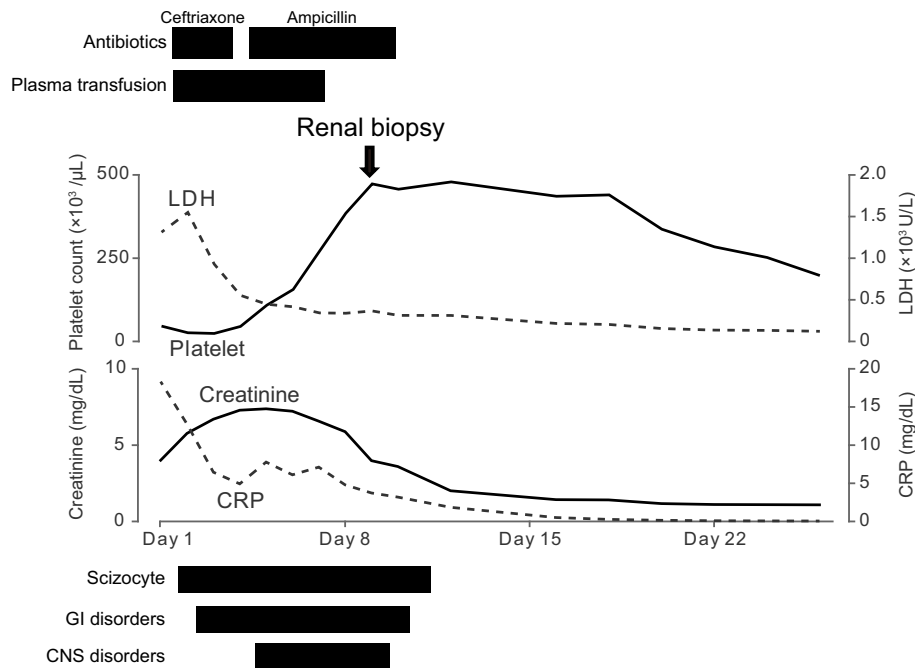 Ceftriaxone Ampicillin
Antibiotics
Plasma transfusion
Renal biopsy
Platelet count (×10³ /µL)
500
250
0
LDH
Platelet
2.0
1.5
1.0
0.5
0
LDH (×10³ U/L)
Creatinine (mg/dL)
10
5
0
Creatinine
CRP
20
15
10
5
0
CRP (mg/dL)
Day 1 Day 8 Day 15 Day 22
Scizocyte
GI disorders
CNS disorders